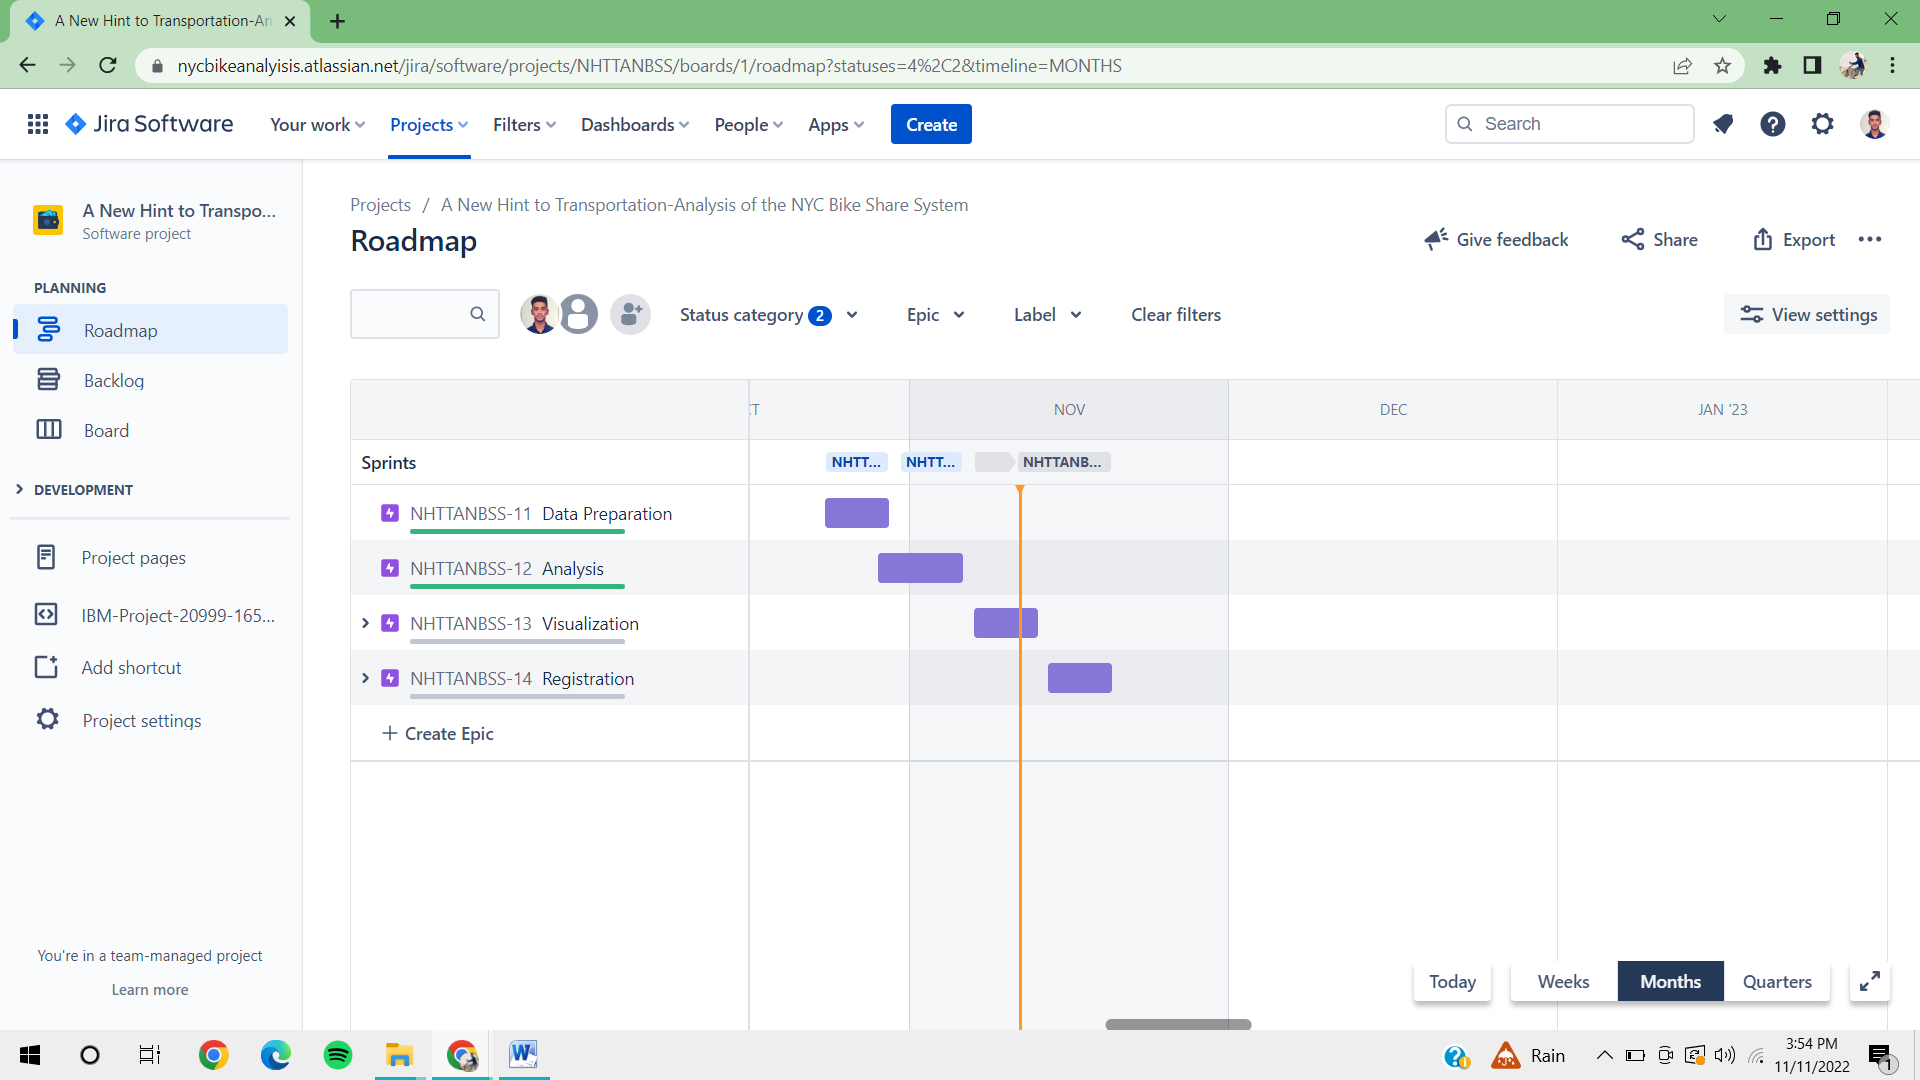 A New Hint to Transportation-An
nycbikeanalyisis.atlassian.net/jira/software/projects/NHTTANBSS/boards/1/roadmap?statuses=4%2C2&timeline=MONTHS
Jira Software
Your work
Projects
Filters
Dashboards
People
Apps
Create
Search
A New Hint to Transpo...
Software project
PLANNING
Roadmap
Backlog
Board
DEVELOPMENT
Project pages
IBM-Project-20999-165...
Add shortcut
Project settings
You're in a team-managed project
Learn more
Projects / A New Hint to Transportation-Analysis of the NYC Bike Share System
Roadmap
Give feedback
Share
Export
Status category 2
Epic
Label
Clear filters
View settings
NOV
DEC
JAN '23
Sprints
NHTT...
NHTT...
NHTTANB...
NHTTANBSS-11 Data Preparation
NHTTANBSS-12 Analysis
NHTTANBSS-13 Visualization
NHTTANBSS-14 Registration
+ Create Epic
Today
Weeks
Months
Quarters
Rain
3:54 PM
11/11/2022
1